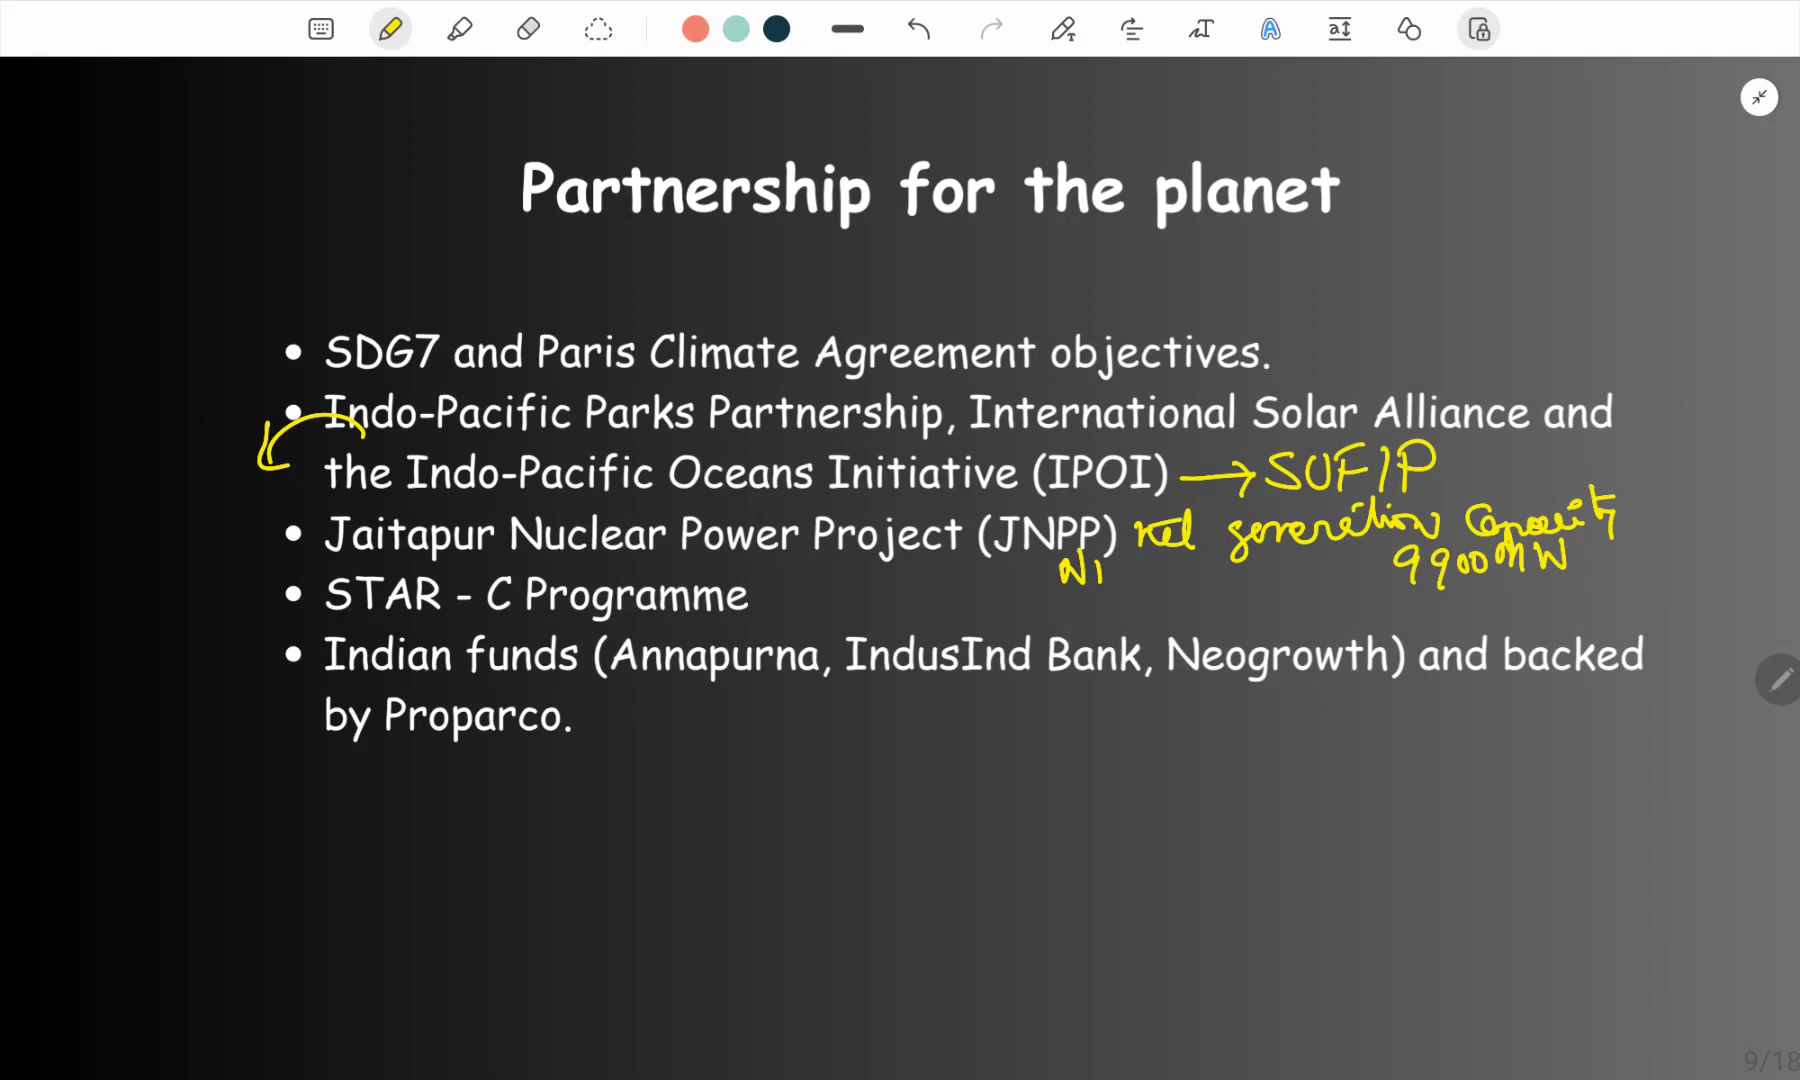 Partnership for the planet
• SDG7 and Paris Climate Agreement objectives.
• Indo-Pacific Parks Partnership, International Solar Alliance and
the Indo-Pacific Oceans Initiative (IPOI) → SUFIP
• Jaitapur Nuclear Power Project (JNPP) net generation capacity
9900 MW
• STAR - C Programme
• Indian funds (Annapurna, IndusInd Bank, Neogrowth) and backed
by Proparco.
9/18